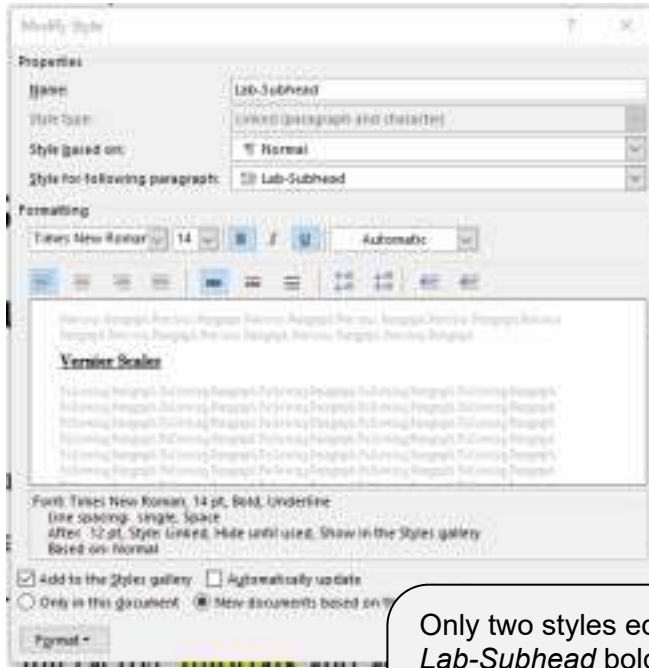 Modify Style ? ×
Properties
Name: Lab-Subhead
Style type: Linked (paragraph and character)
Style based on: ¶ Normal
Style for following paragraph: Lab-Subhead
Formatting
Times New Roman 14 B I U Automatic
Vernier Scales
Font: Times New Roman, 14 pt, Bold, Underline
Line spacing: single, Space
After: 12 pt, Style: Linked, Hide until used, Show in the Styles gallery
Based on: Normal
Add to the Styles gallery Automatically update
Only in this document New documents based on
Format
Only two styles
Lab-Subhead